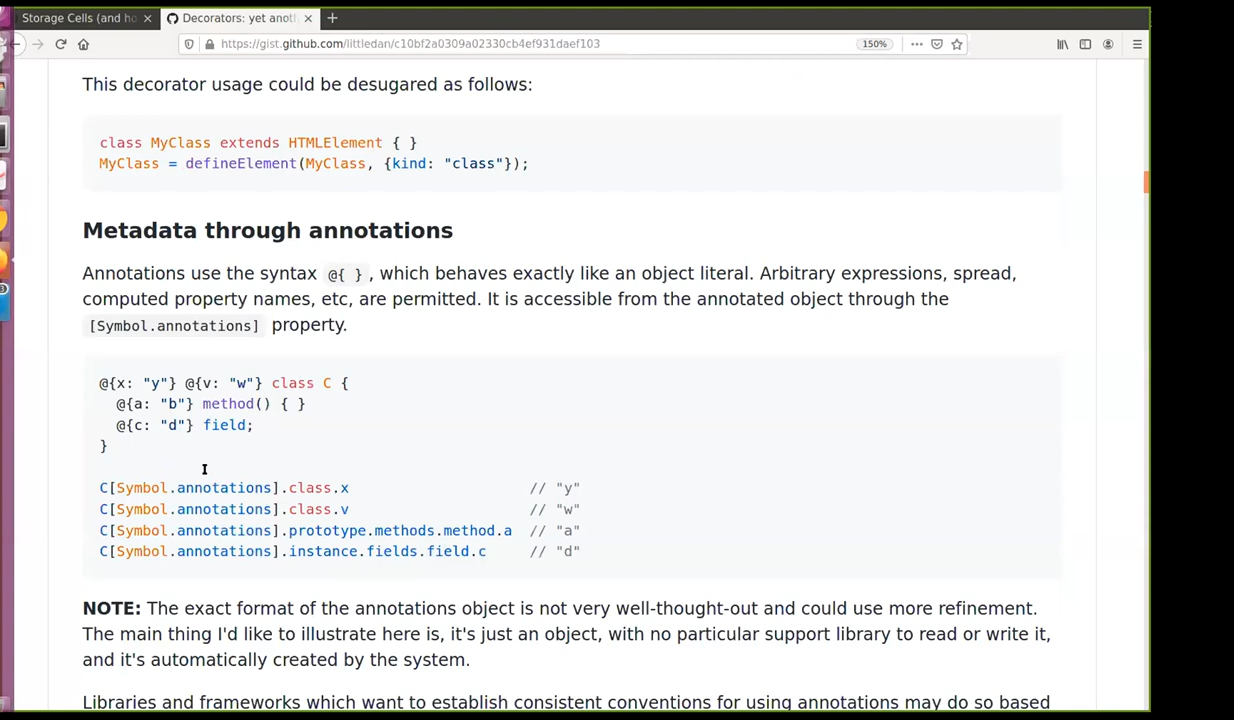 Storage Cells (and ho
Decorators: yet anoth
https://gist.github.com/littledan/c10bf2a0309a02330cb4ef931daef103
150%
This decorator usage could be desugared as follows:
class MyClass extends HTMLElement { }
MyClass = defineElement(MyClass, {kind: "class"});
Metadata through annotations
Annotations use the syntax @{ }, which behaves exactly like an object literal. Arbitrary expressions, spread,
computed property names, etc, are permitted. It is accessible from the annotated object through the
[Symbol.annotations] property.
@{x: "y"} @{v: "w"} class C {
@{a: "b"} method() { }
@{c: "d"} field;
}
C[Symbol.annotations].class.x // "y"
C[Symbol.annotations].class.v // "w"
C[Symbol.annotations].prototype.methods.method.a // "a"
C[Symbol.annotations].instance.fields.field.c // "d"
NOTE: The exact format of the annotations object is not very well-thought-out and could use more refinement.
The main thing I'd like to illustrate here is, it's just an object, with no particular support library to read or write it,
and it's automatically created by the system.
Libraries and frameworks which want to establish consistent conventions for using annotations may do so based